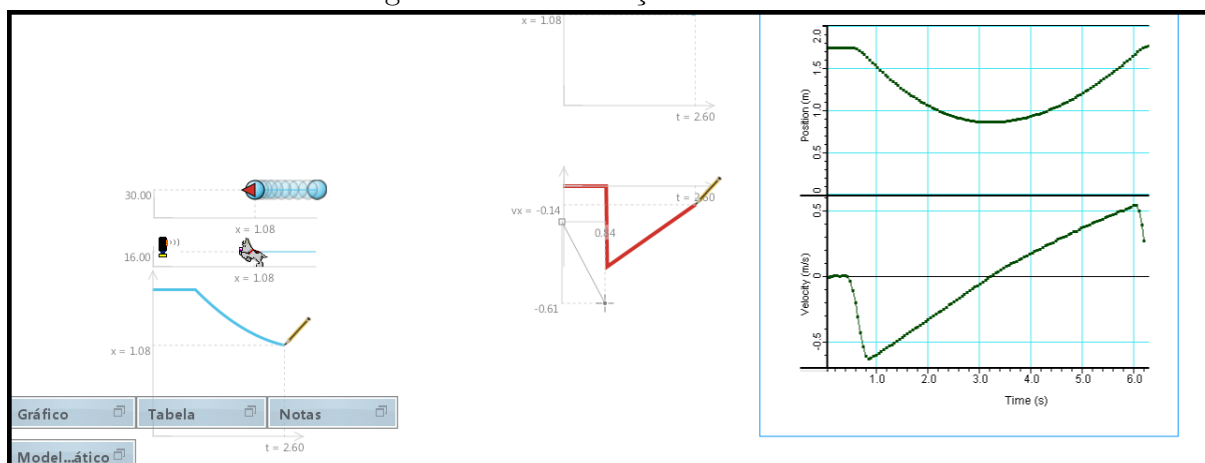 30.00
x = 1.08
16.00
x = 1.08
x = 1.08
t = 2.60
Gráfico
Tabela
Notas
Model...ático
x = 1.08
t = 2.60
t = 2.60
vx = -0.14
0.84
-0.61
2.0
1.5
1.0
0.5
0
Position (m)
0.5
0
-0.5
Velocity (m/s)
1.0 2.0 3.0 4.0 5.0 6.0
Time (s)